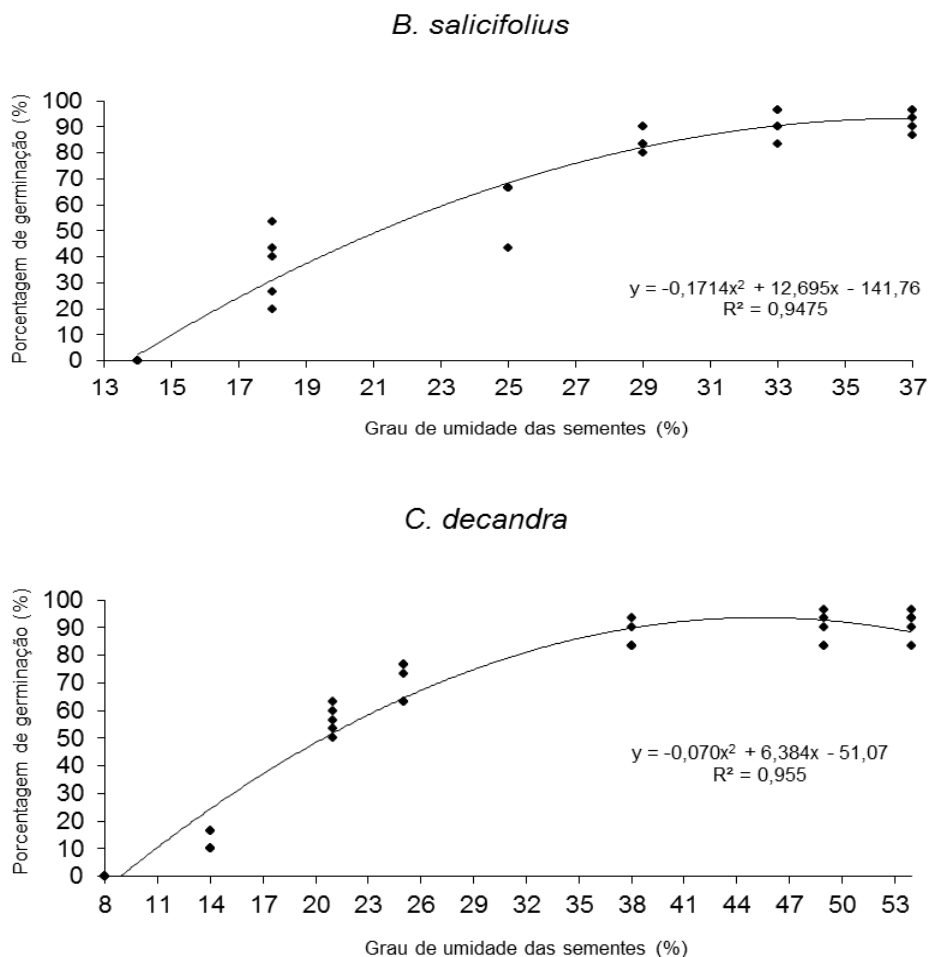 B. salicifolius
Porcentagem de germinação (%)
100
90
80
70
60
50
40
30
20
10
0
y = -0,1714x² + 12,695x - 141,76
R² = 0,9475
13 15 17 19 21 23 25 27 29 31 33 35 37
Grau de umidade das sementes (%)
C. decandra
Porcentagem de germinação (%)
100
90
80
70
60
50
40
30
20
10
0
y = -0,070x² + 6,384x - 51,07
R² = 0,955
8 11 14 17 20 23 26 29 32 35 38 41 44 47 50 53
Grau de umidade das sementes (%)